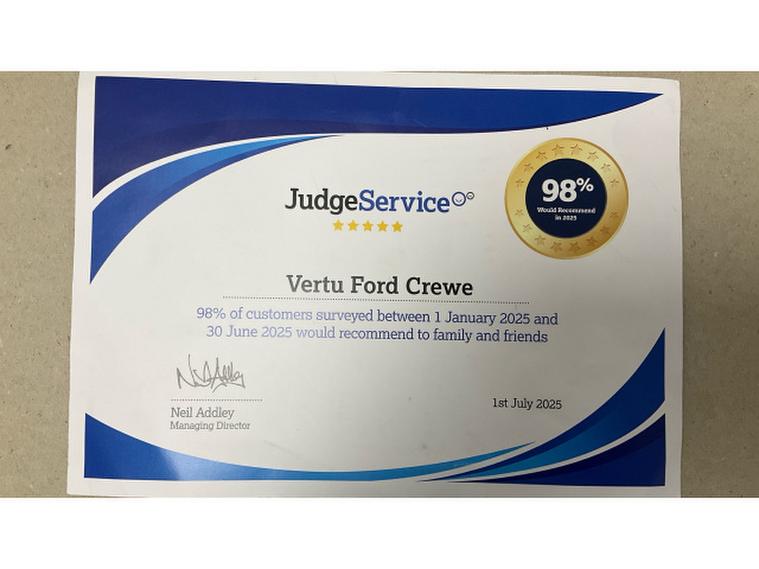 JudgeService
98%
Would Recommend
in 2025
Vertu Ford Crewe
98% of customers surveyed between 1 January 2025 and
30 June 2025 would recommend to family and friends
Neil Addley
Managing Director
1st July 2025